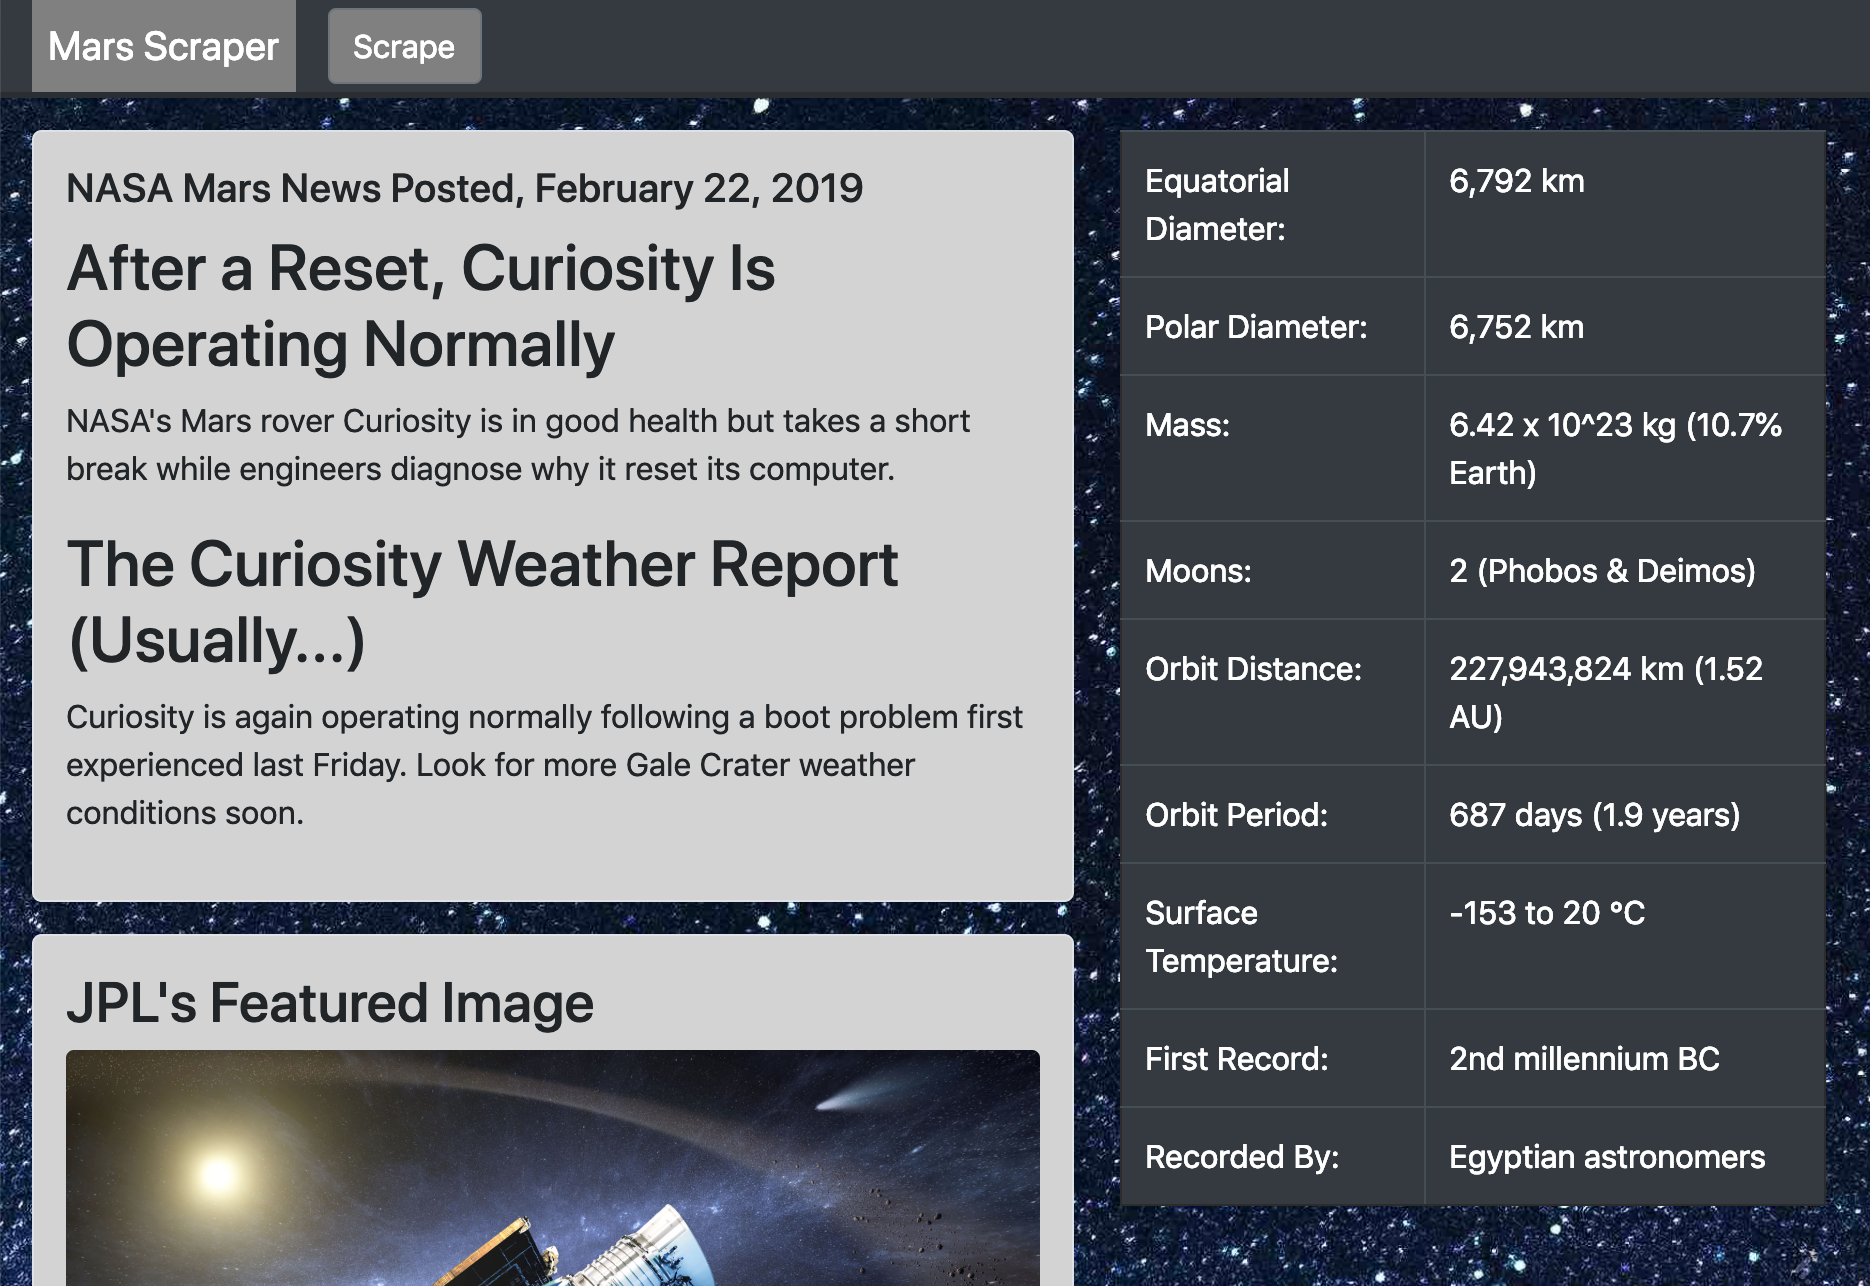 Mars Scraper
Scrape
NASA Mars News Posted, February 22, 2019
After a Reset, Curiosity Is
Operating Normally
NASA's Mars rover Curiosity is in good health but takes a short
break while engineers diagnose why it reset its computer.
The Curiosity Weather Report
(Usually...)
Curiosity is again operating normally following a boot problem first
experienced last Friday. Look for more Gale Crater weather
conditions soon.
JPL's Featured Image
Equatorial
Diameter:
6,792 km
Polar Diameter:
6,752 km
Mass:
6.42 x 10^23 kg (10.7%
Earth)
Moons:
2 (Phobos & Deimos)
Orbit Distance:
227,943,824 km (1.52
AU)
Orbit Period:
687 days (1.9 years)
Surface
Temperature:
-153 to 20 °C
First Record:
2nd millennium BC
Recorded By:
Egyptian astronomers